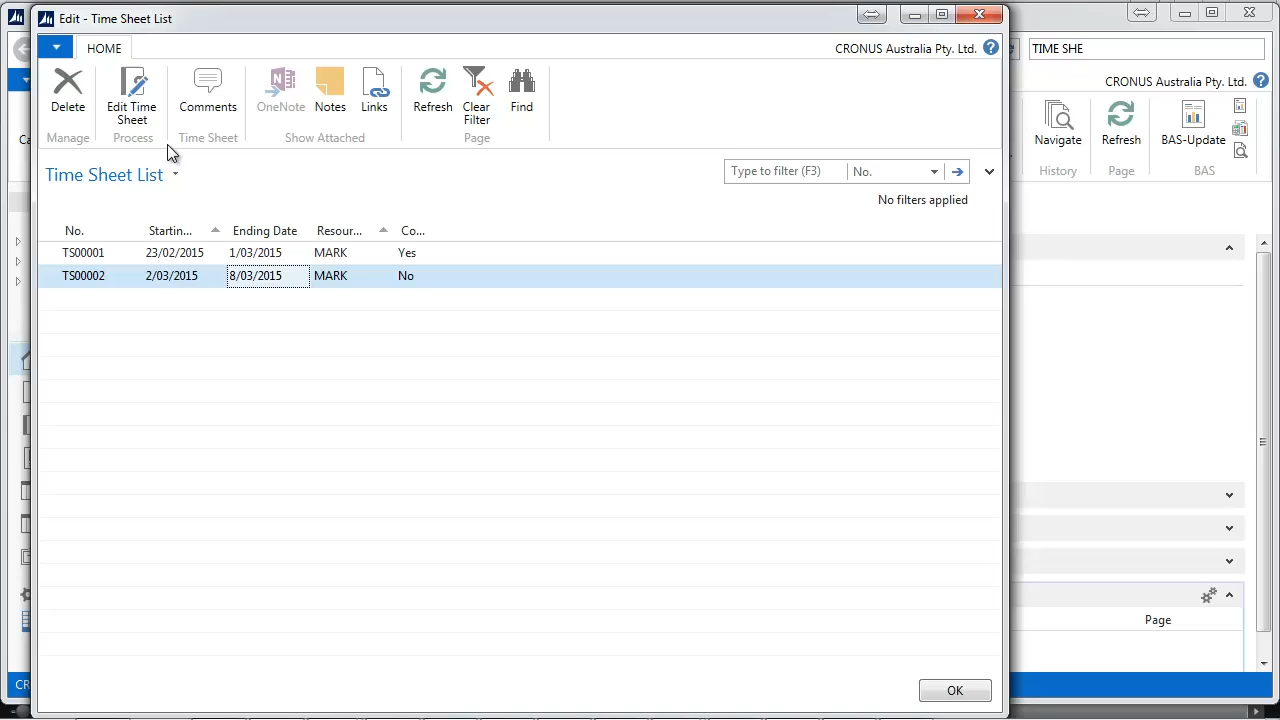 Edit - Time Sheet List
TIME SHE
HOME
CRONUS Australia Pty. Ltd.
CRONUS Australia Pty. Ltd.
Delete
Edit Time Sheet
Comments
OneNote
Notes
Links
Refresh
Clear Filter
Find
Manage
Process
Time Sheet
Show Attached
Page
Ca
Navigate
Refresh
BAS-Update
History
Page
BAS
Time Sheet List
Type to filter (F3)
No.
No filters applied
No. Startin... Ending Date Resour... Co...
TS00001 23/02/2015 1/03/2015 MARK Yes
TS00002 2/03/2015 8/03/2015 MARK No
Page
OK
CR